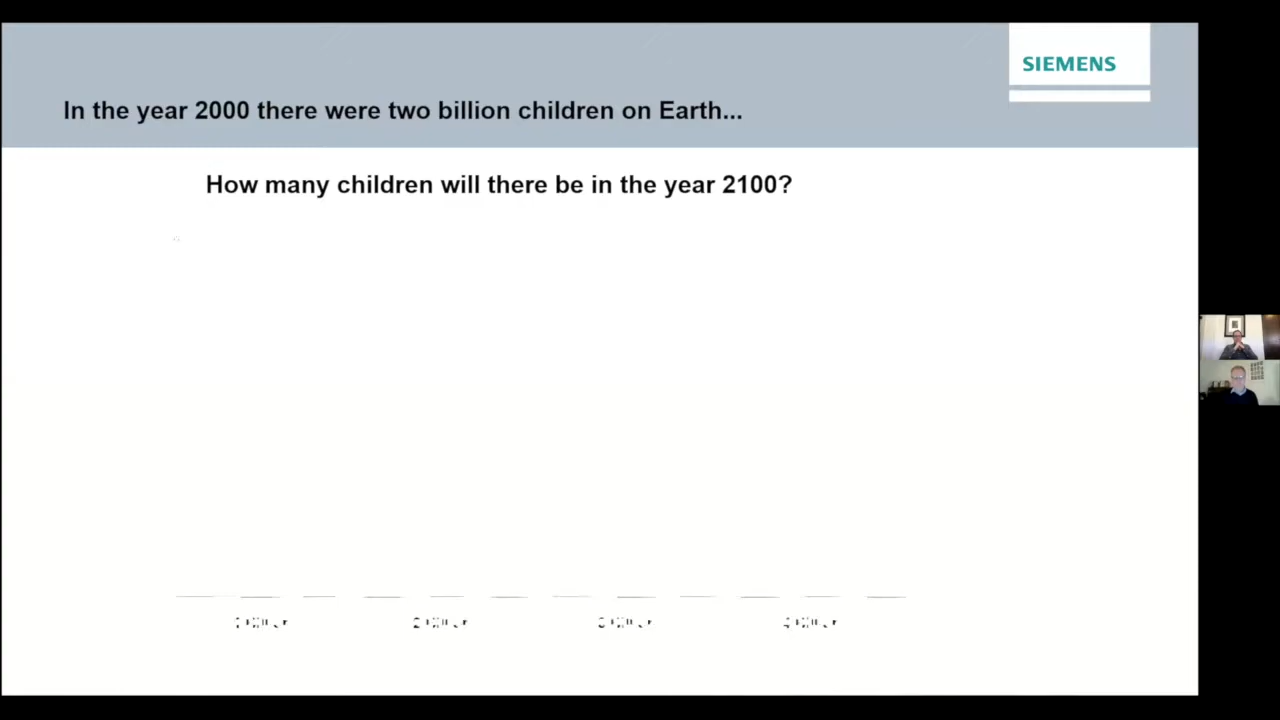 SIEMENS
In the year 2000 there were two billion children on Earth...
How many children will there be in the year 2100?